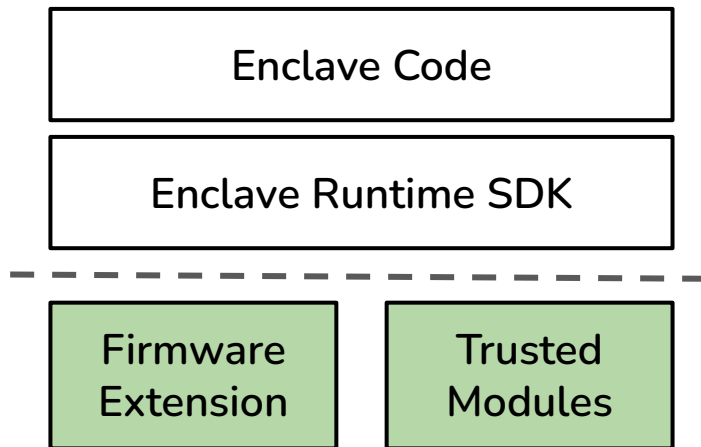 Enclave Code
Enclave Runtime SDK
Firmware
Extension
Trusted
Modules